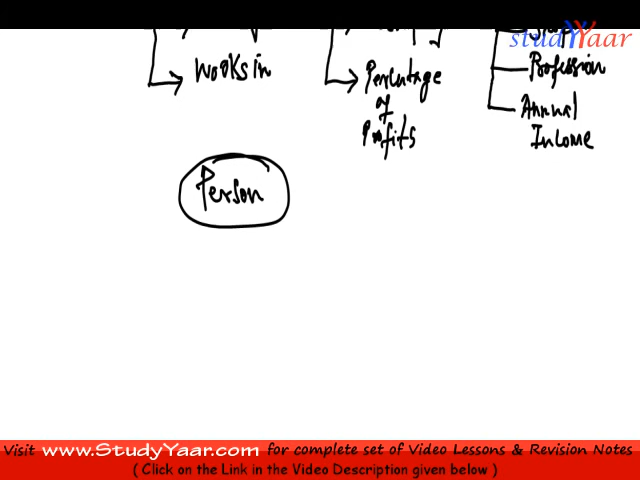 studYYaar
Works in
Percentage
of
Profits
Profession
Annual
Income
Person
Visit www.StudyYaar.com for complete set of Video Lessons & Revision Notes
( Click on the Link in the Video Description given below )